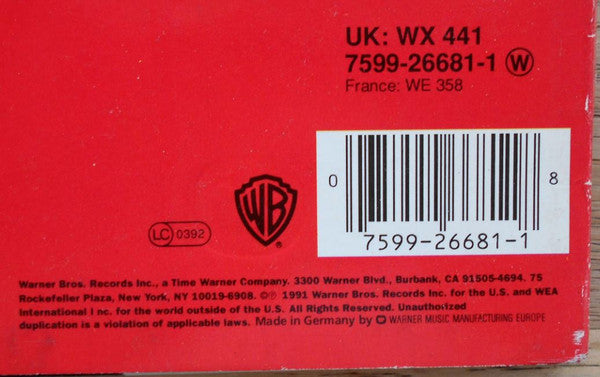 UK: WX 441
7599-26681-1 W
France: WE 358
0 8
7599-26681-1
LC 0392
WB
®
Warner Bros. Records Inc., a Time Warner Company. 3300 Warner Blvd., Burbank, CA 91505-4694. 75
Rockefeller Plaza, New York, NY 10019-6908. ©℗ 1991 Warner Bros. Records Inc. for the U.S. and WEA
International Inc. for the world outside of the U.S. All Rights Reserved. Unauthorized
duplication is a violation of applicable laws. Made in Germany by WARNER MUSIC MANUFACTURING EUROPE